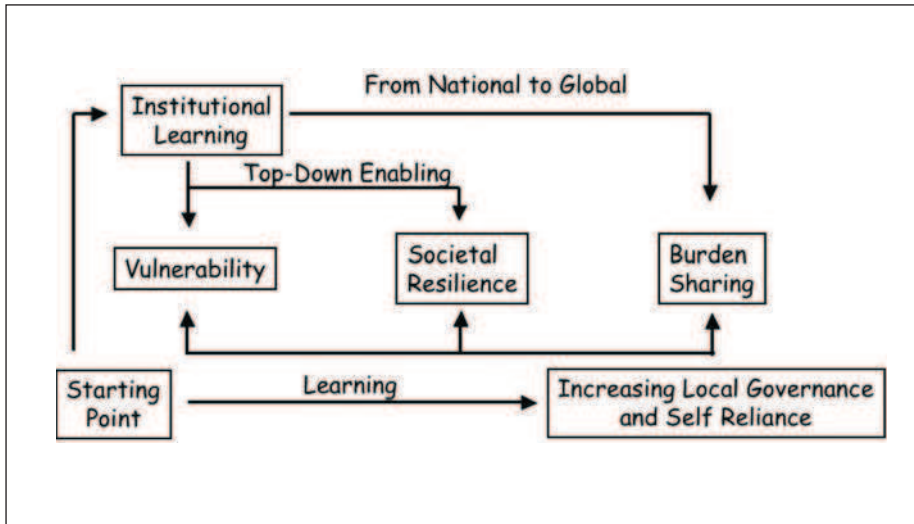 From National to Global
Institutional
Learning
Top-Down Enabling
Vulnerability
Societal
Resilience
Burden
Sharing
Starting
Point
Learning
Increasing Local Governance
and Self Reliance